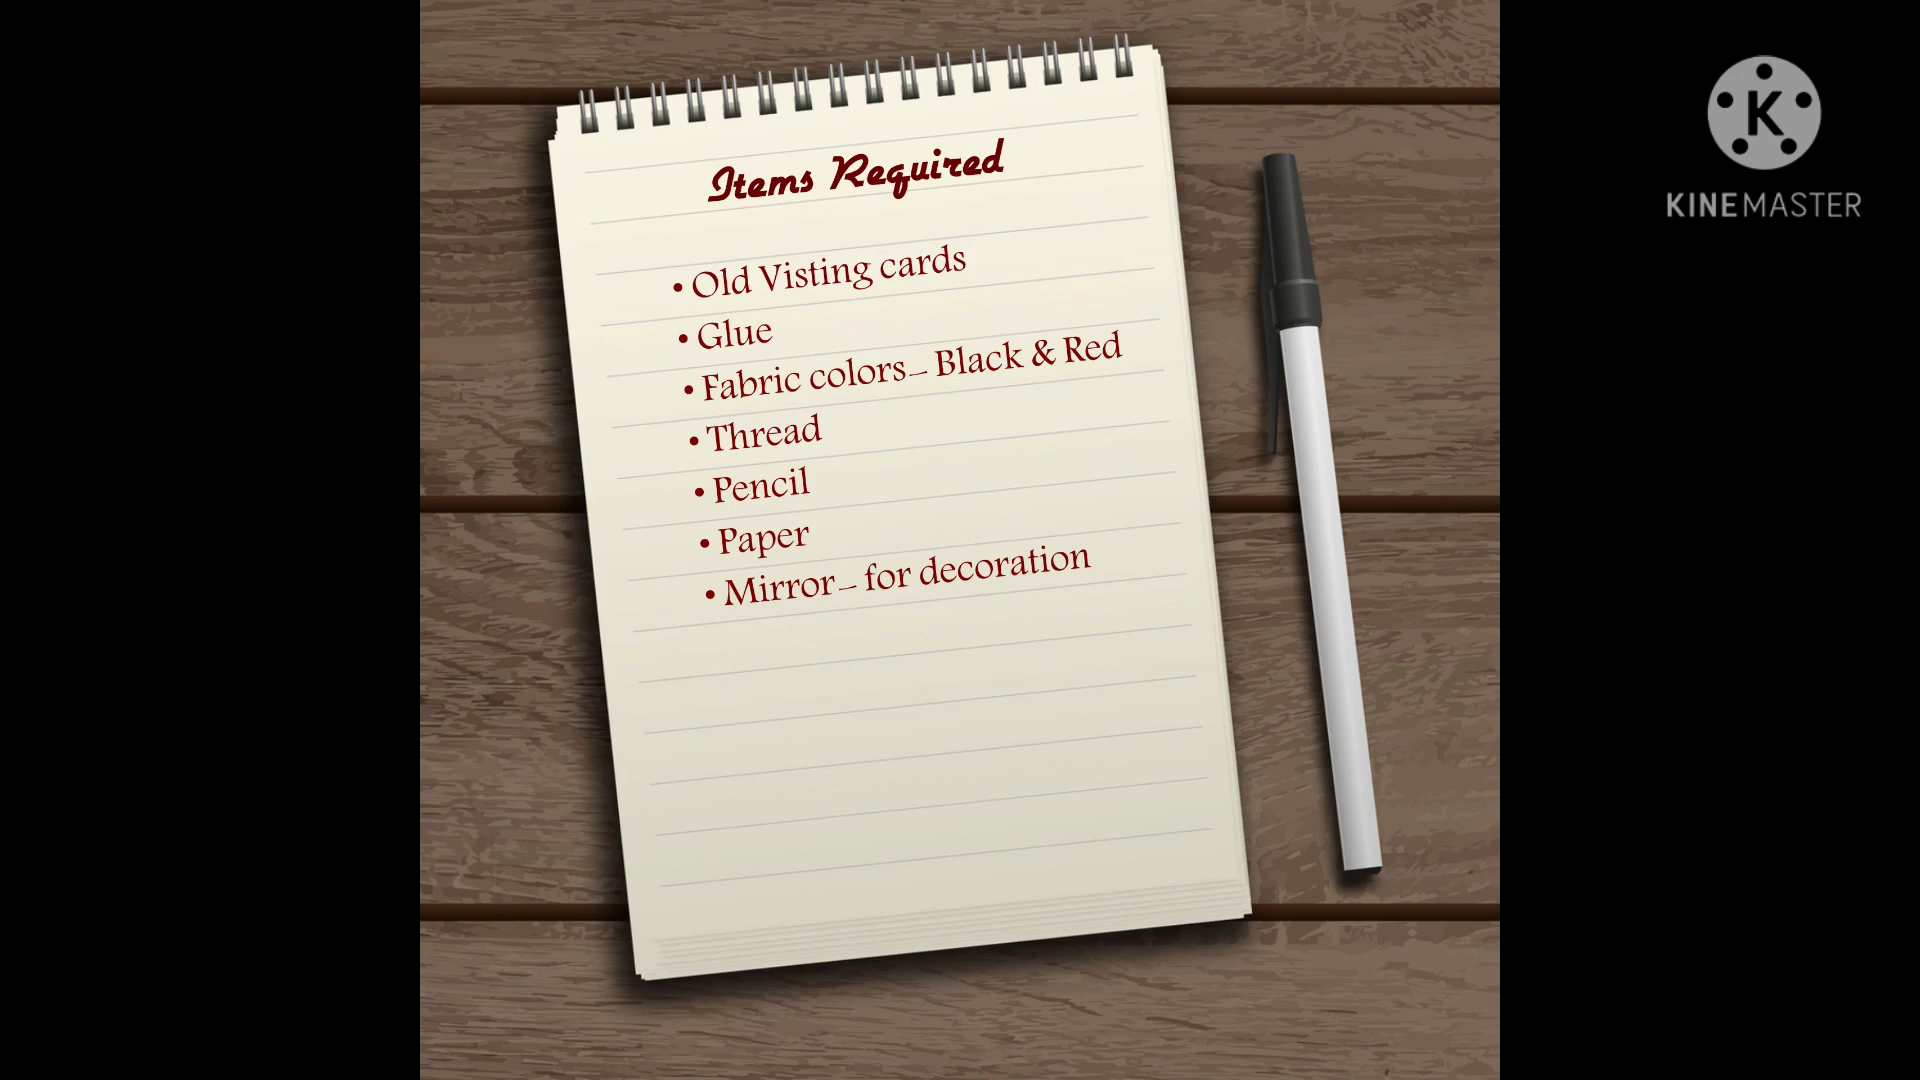 Items Required
• Old Visting cards
• Glue
• Fabric colors- Black & Red
• Thread
• Pencil
• Paper
• Mirror- for decoration
K
KINEMASTER